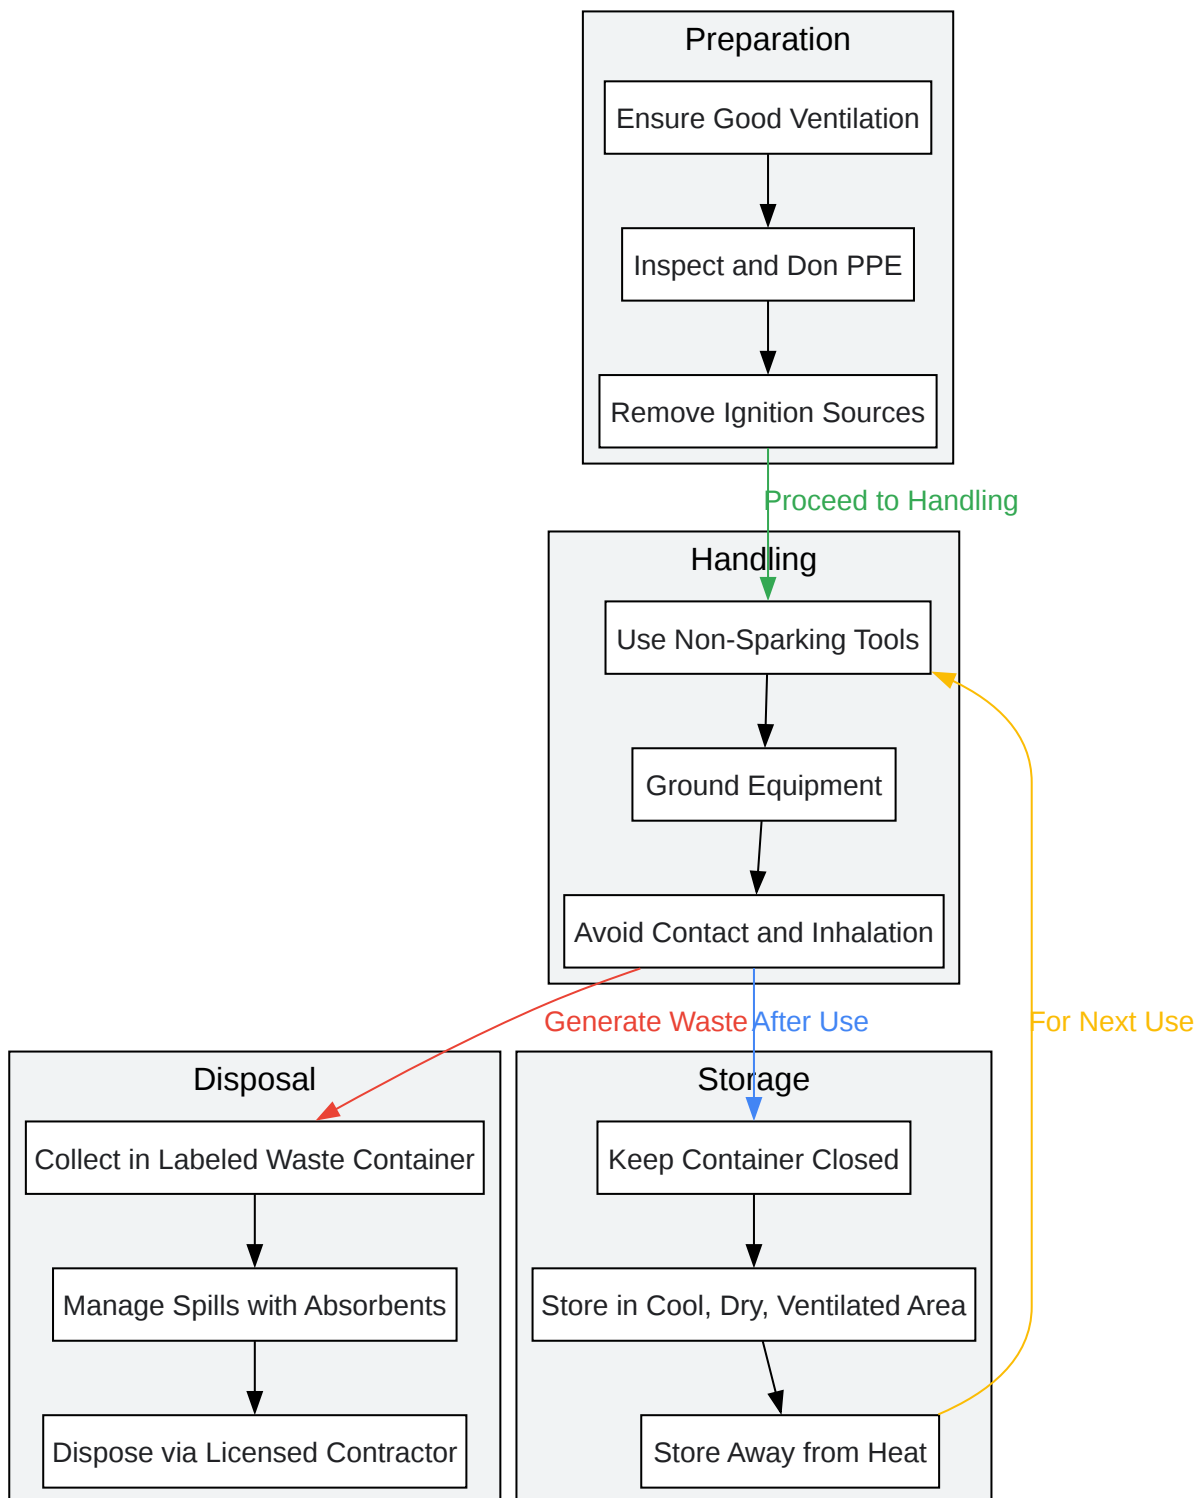 Preparation
Ensure Good Ventilation
Inspect and Don PPE
Remove Ignition Sources
Proceed to Handling
Handling
Use Non-Sparking Tools
Ground Equipment
Avoid Contact and Inhalation
Generate Waste
After Use
For Next Use
Disposal
Collect in Labeled Waste Container
Manage Spills with Absorbents
Dispose via Licensed Contractor
Storage
Keep Container Closed
Store in Cool, Dry, Ventilated Area
Store Away from Heat